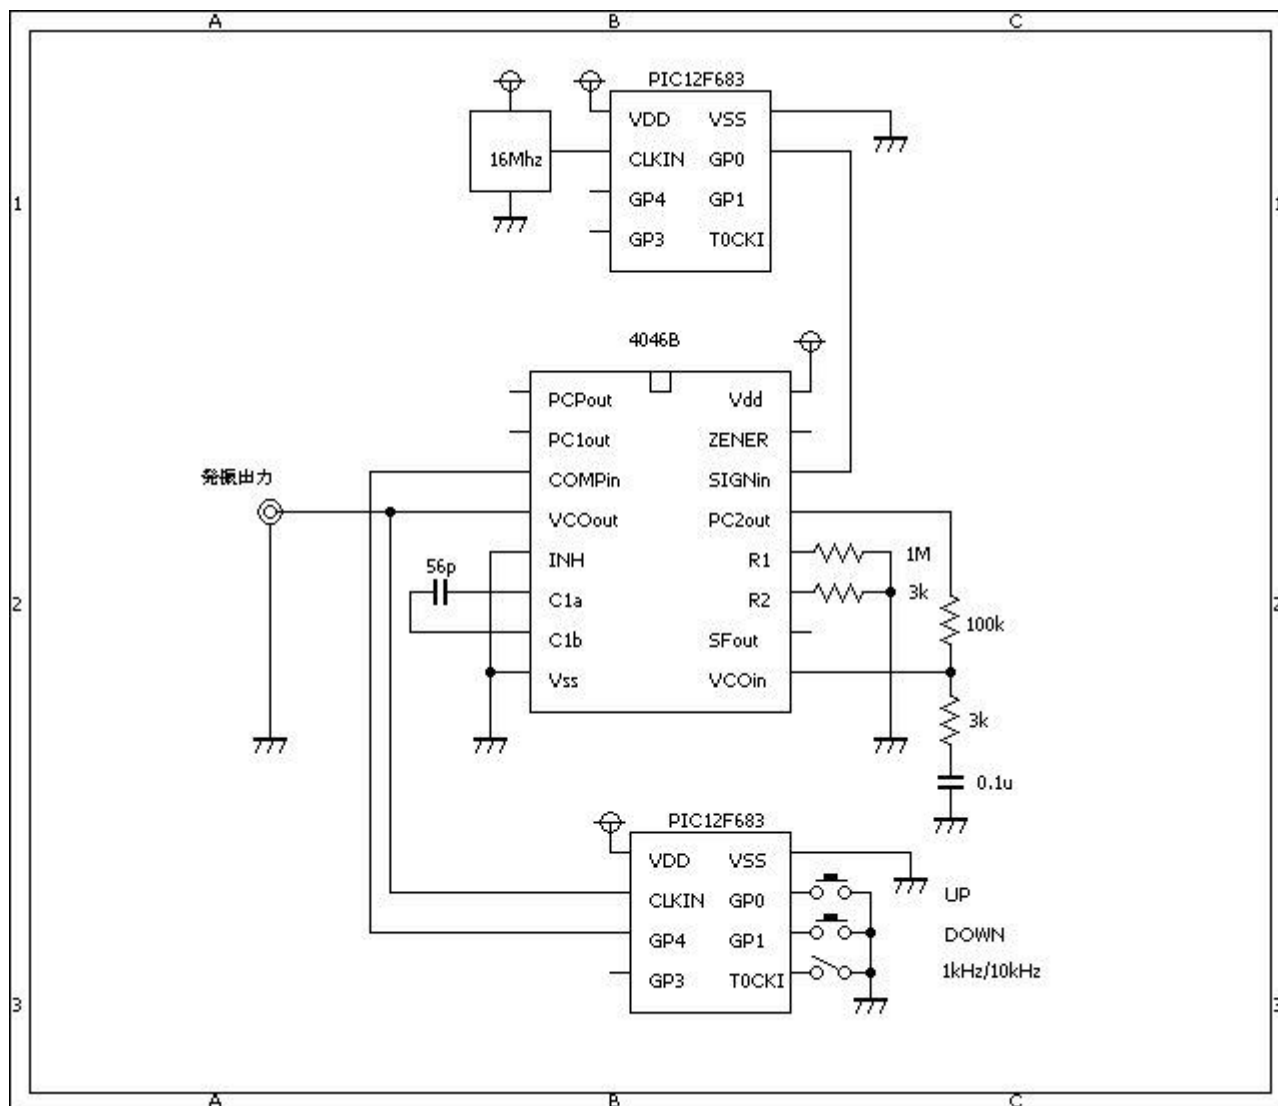 A B C
PIC12F683
VDD VSS
16Mhz CLKIN GP0
GP4 GP1
GP3 T0CKI
1 1
4046B
PCPout Vdd
PC1out ZENER
発振出力 COMPin SIGNin
VCOout PC2out
INH R1 1M
56p C1a R2 3k
2 2
C1b SFout 100k
Vss VCOin
3k
0.1u
PIC12F683
VDD VSS
CLKIN GP0 UP
GP4 GP1 DOWN
GP3 T0CKI 1kHz/10kHz
3 3
A B C